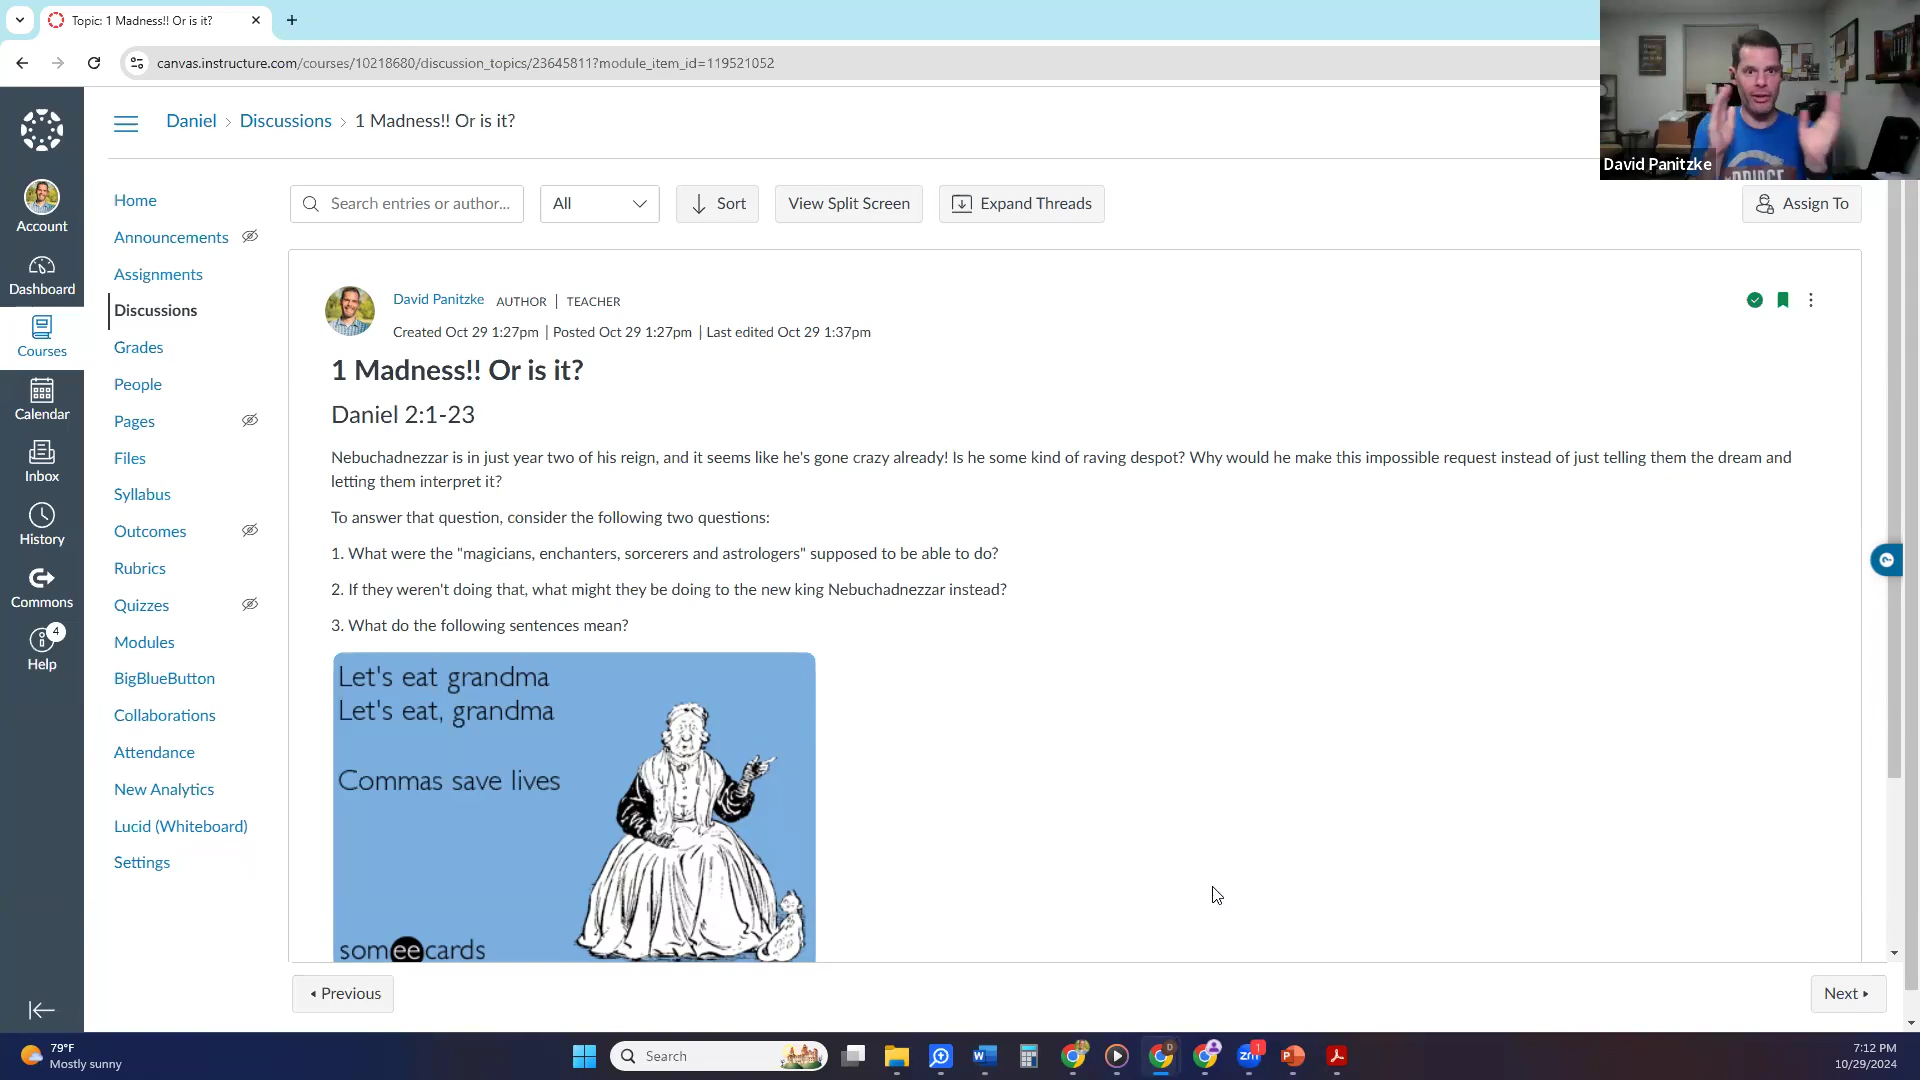 Topic: 1 Madness!! Or is it?
canvas.instructure.com/courses/10218680/discussion_topics/23645811?module_item_id=119521052
David Panitzke
Account
Dashboard
Courses
Calendar
Inbox
History
Commons
4
Help
Daniel > Discussions > 1 Madness!! Or is it?
Home
Announcements
Assignments
Discussions
Grades
People
Pages
Files
Syllabus
Outcomes
Rubrics
Quizzes
Modules
BigBlueButton
Collaborations
Attendance
New Analytics
Lucid (Whiteboard)
Settings
Search entries or author...
All
Sort
View Split Screen
Expand Threads
Assign To
David Panitzke AUTHOR | TEACHER
Created Oct 29 1:27pm | Posted Oct 29 1:27pm | Last edited Oct 29 1:37pm
1 Madness!! Or is it?
Daniel 2:1-23
Nebuchadnezzar is in just year two of his reign, and it seems like he's gone crazy already! Is he some kind of raving despot? Why would he make this impossible request instead of just telling them the dream and
letting them interpret it?
To answer that question, consider the following two questions:
1. What were the "magicians, enchanters, sorcerers and astrologers" supposed to be able to do?
2. If they weren't doing that, what might they be doing to the new king Nebuchadnezzar instead?
3. What do the following sentences mean?
Let's eat grandma
Let's eat, grandma
Commas save lives
someecards
Previous
Next
79°F
Mostly sunny
Search
7:12 PM
10/29/2024